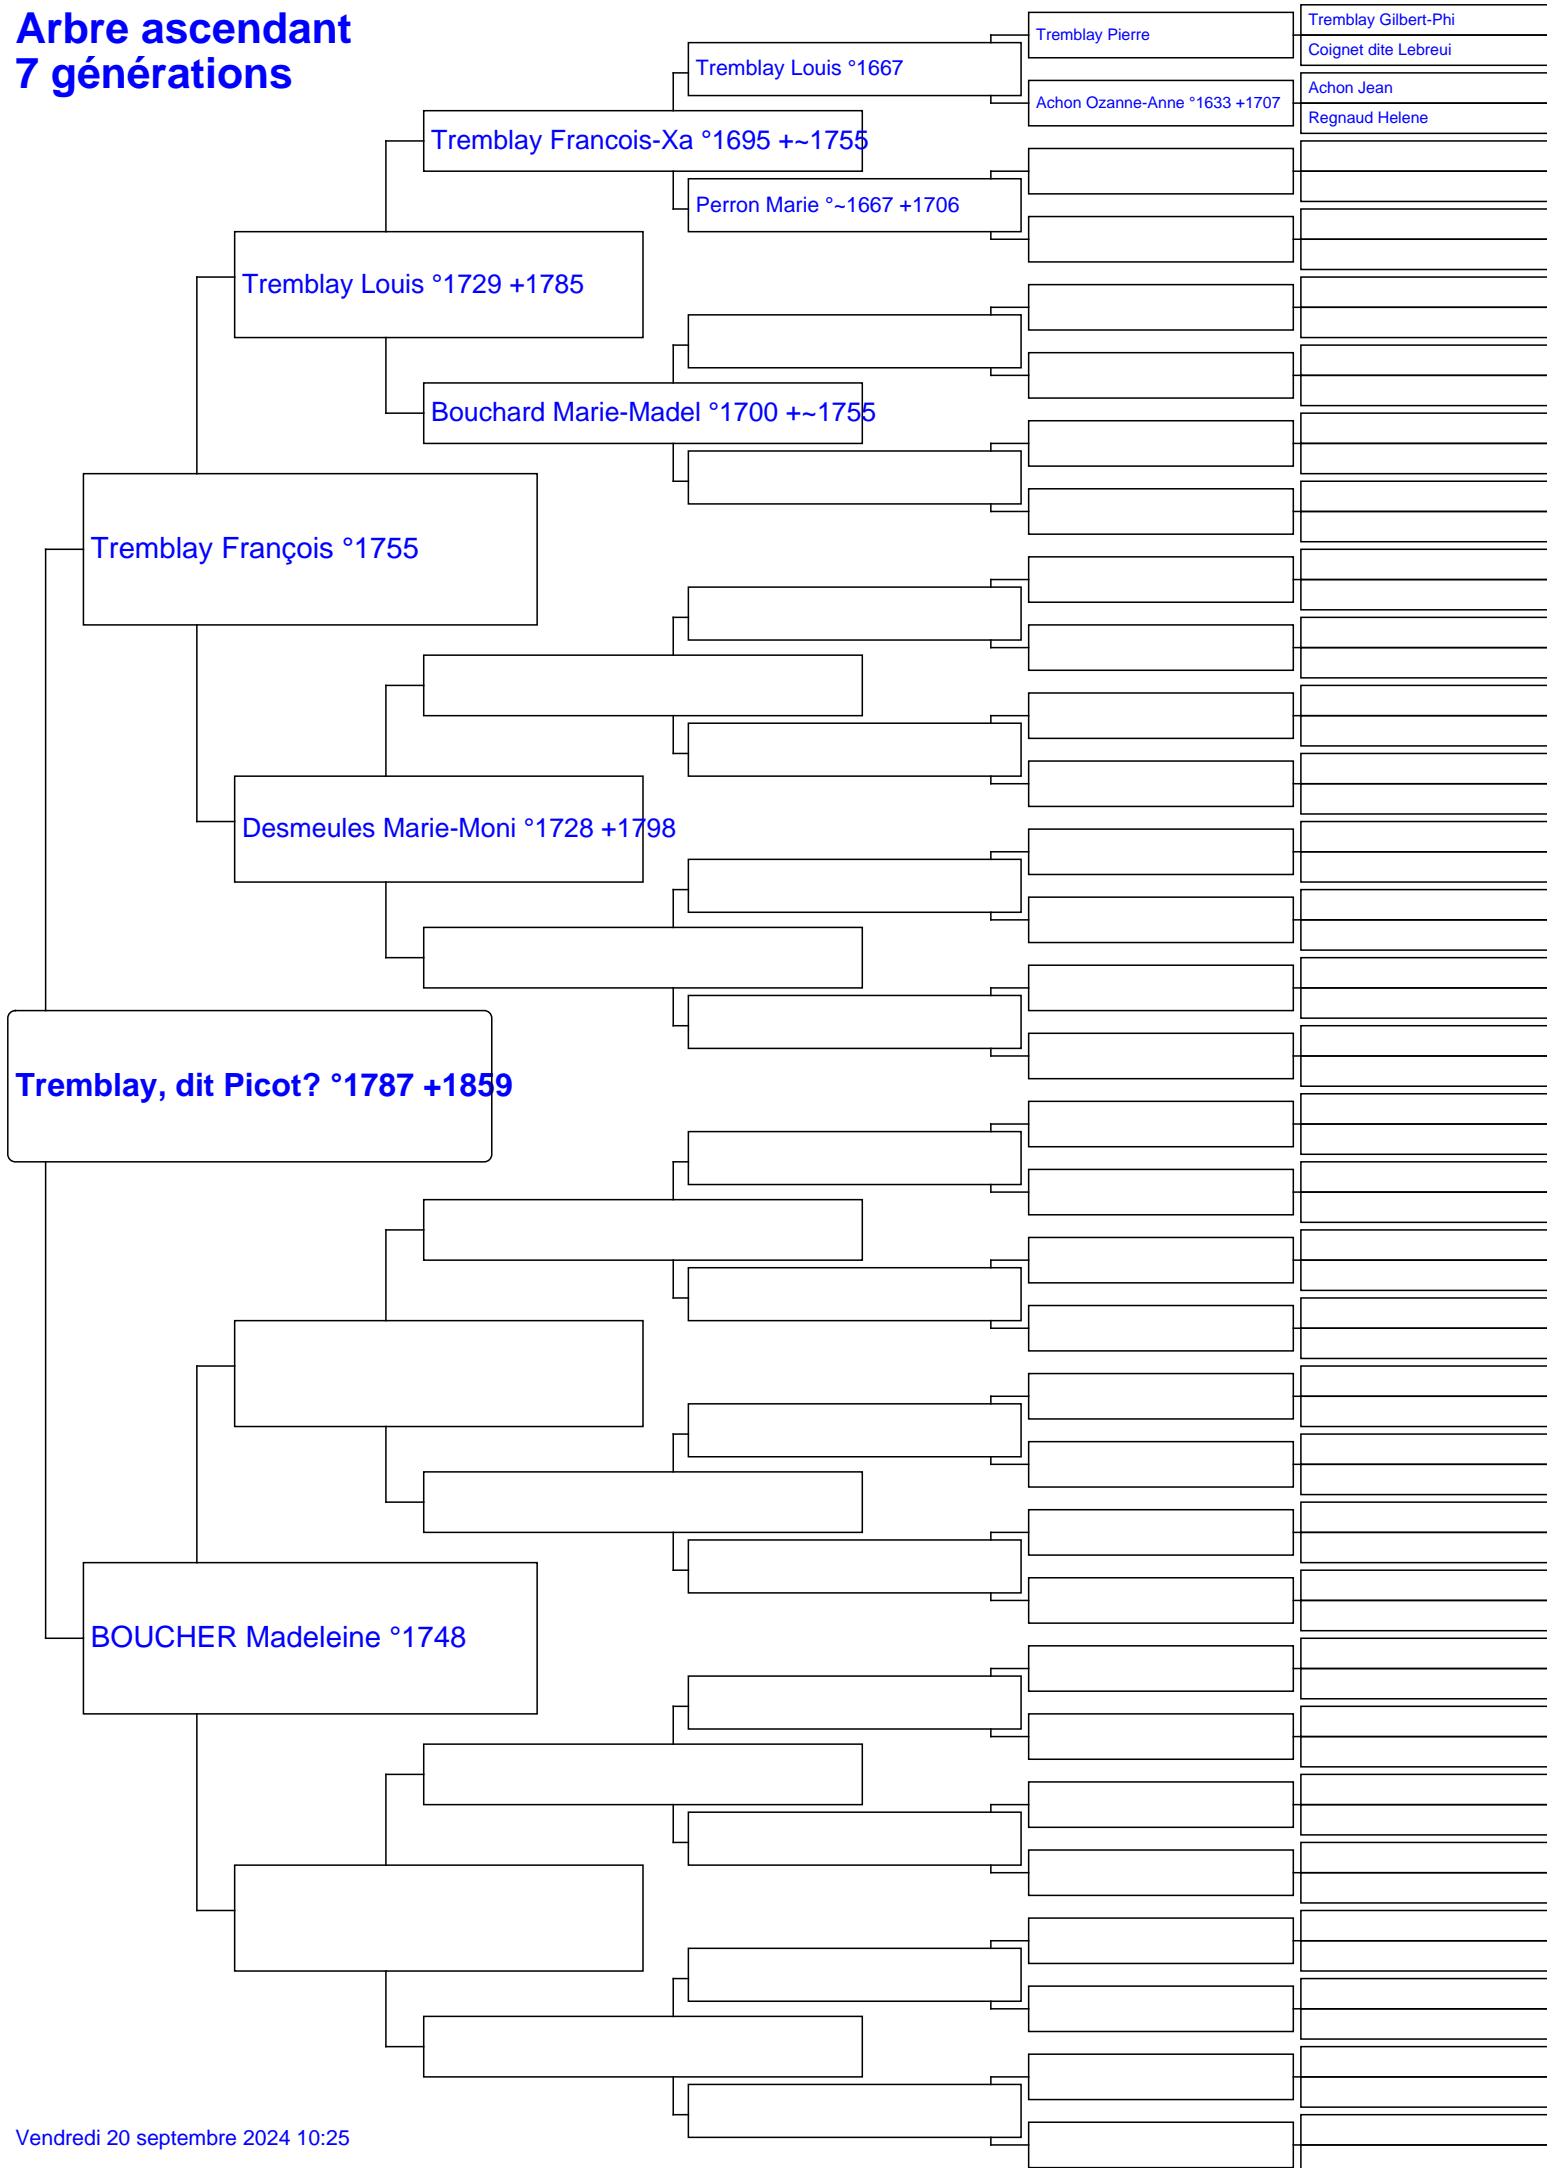 Arbre ascendant
7 générations
Tremblay Pierre
Tremblay Gilbert-Phi
Coignet dite Lebreui
Tremblay Louis °1667
Achon Ozanne-Anne °1633 +1707
Achon Jean
Regnaud Helene
Tremblay Francois-Xa °1695 +~1755
Perron Marie °~1667 +1706
Tremblay Louis °1729 +1785
Bouchard Marie-Madel °1700 +~1755
Tremblay François °1755
Desmeules Marie-Moni °1728 +1798
Tremblay, dit Picot? °1787 +1859
BOUCHER Madeleine °1748
Vendredi 20 septembre 2024 10:25